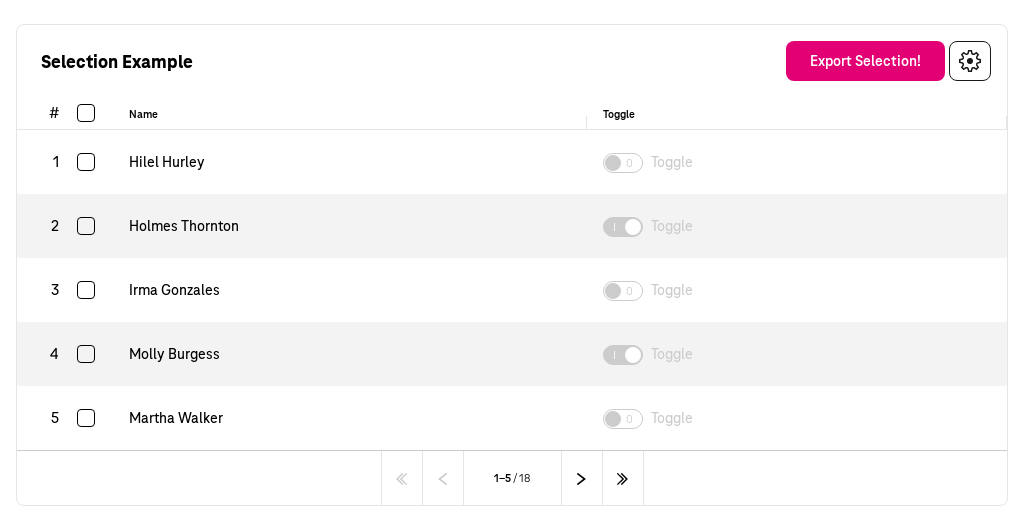 Selection Example Export Selection!
# Name Toggle
1 Hilel Hurley 0 Toggle
2 Holmes Thornton I Toggle
3 Irma Gonzales 0 Toggle
4 Molly Burgess I Toggle
5 Martha Walker 0 Toggle
1–5 / 18